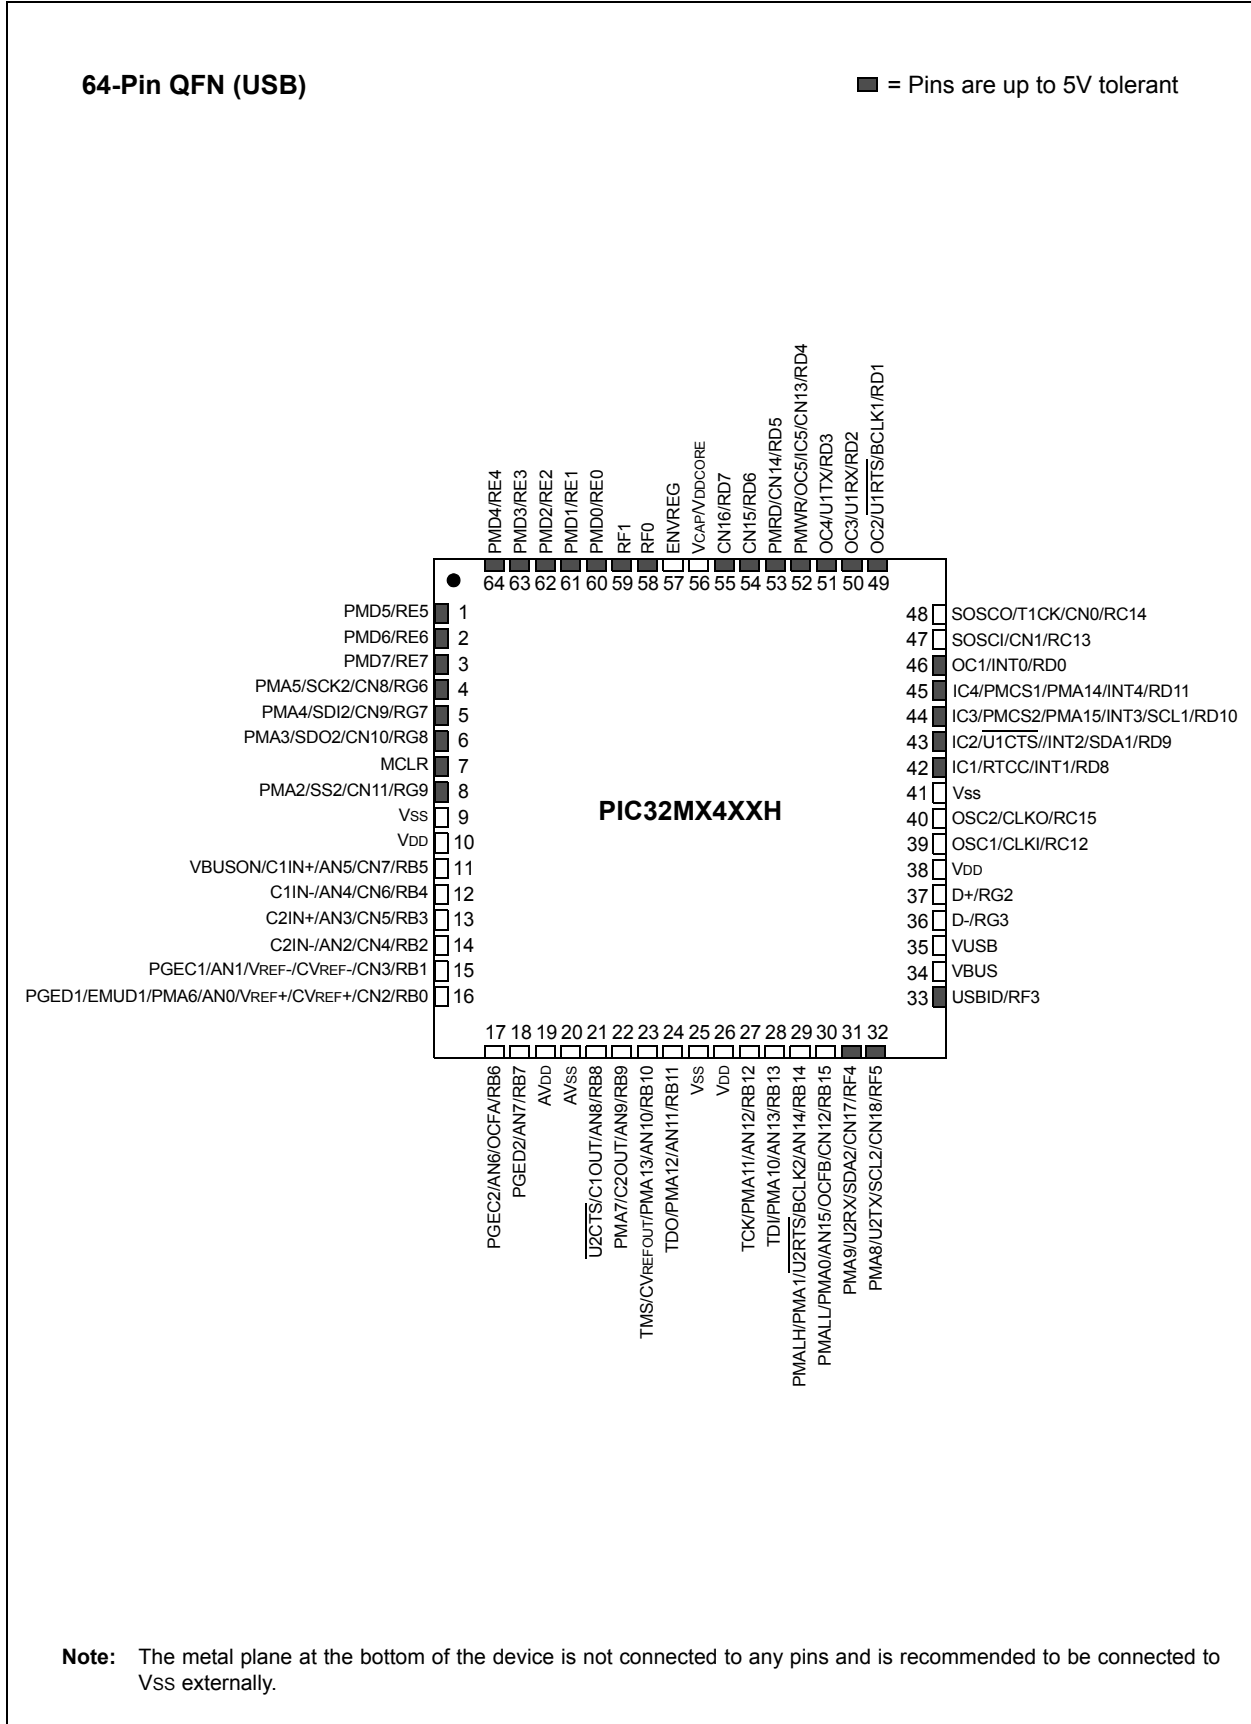 64-Pin QFN (USB)
= Pins are up to 5V tolerant
PMD4/RE4
PMD3/RE3
PMD2/RE2
PMD1/RE1
PMD0/RE0
RF1
RF0
ENVREG
VCAP/VDDCORE
CN16/RD7
CN15/RD6
PMRD/CN14/RD5
PMWR/OC5/IC5/CN13/RD4
OC4/U1TX/RD3
OC3/U1RX/RD2
OC2/U1RTS/BCLK1/RD1
64 63 62 61 60 59 58 57 56 55 54 53 52 51 50 49
PMD5/RE5 1
PMD6/RE6 2
PMD7/RE7 3
PMA5/SCK2/CN8/RG6 4
PMA4/SDI2/CN9/RG7 5
PMA3/SDO2/CN10/RG8 6
MCLR 7
PMA2/SS2/CN11/RG9 8
VSS 9
VDD 10
VBUSON/C1IN+/AN5/CN7/RB5 11
C1IN-/AN4/CN6/RB4 12
C2IN+/AN3/CN5/RB3 13
C2IN-/AN2/CN4/RB2 14
PGEC1/AN1/VREF-/CVREF-/CN3/RB1 15
PGED1/EMUD1/PMA6/AN0/VREF+/CVREF+/CN2/RB0 16
PIC32MX4XXH
48 SOSCO/T1CK/CN0/RC14
47 SOSCI/CN1/RC13
46 OC1/INT0/RD0
45 IC4/PMCS1/PMA14/INT4/RD11
44 IC3/PMCS2/PMA15/INT3/SCL1/RD10
43 IC2/U1CTS//INT2/SDA1/RD9
42 IC1/RTCC/INT1/RD8
41 Vss
40 OSC2/CLKO/RC15
39 OSC1/CLKI/RC12
38 VDD
37 D+/RG2
36 D-/RG3
35 VUSB
34 VBUS
33 USBID/RF3
17 18 19 20 21 22 23 24 25 26 27 28 29 30 31 32
PGEC2/AN6/OCFA/RB6
PGED2/AN7/RB7
AVDD
AVSS
U2CTS/C1OUT/AN8/RB8
PMA7/C2OUT/AN9/RB9
TMS/CVREFOUT/PMA13/AN10/RB10
TDO/PMA12/AN11/RB11
VSS
VDD
TCK/PMA11/AN12/RB12
TDI/PMA10/AN13/RB13
PMALH/PMA1/U2RTS/BCLK2/AN14/RB14
PMALL/PMA0/AN15/OCFB/CN12/RB15
PMA9/U2RX/SDA2/CN17/RF4
PMA8/U2TX/SCL2/CN18/RF5
Note: The metal plane at the bottom of the device is not connected to any pins and is recommended to be connected to
VSS externally.